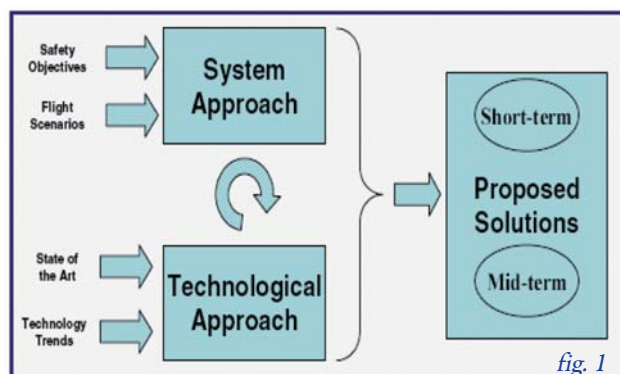 Safety
Objectives
Flight
Scenarios
System
Approach
State of
the Art
Technology
Trends
Technological
Approach
Short-term
Proposed
Solutions
Mid-term
fig. 1